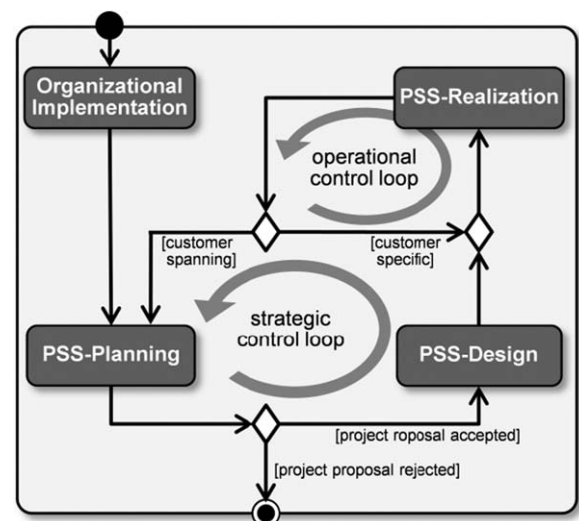 Organizational
Implementation
PSS-Realization
operational
control loop
[customer
spanning]
[customer
specific]
strategic
control loop
PSS-Planning
PSS-Design
[project roposal accepted]
[project proposal rejected]